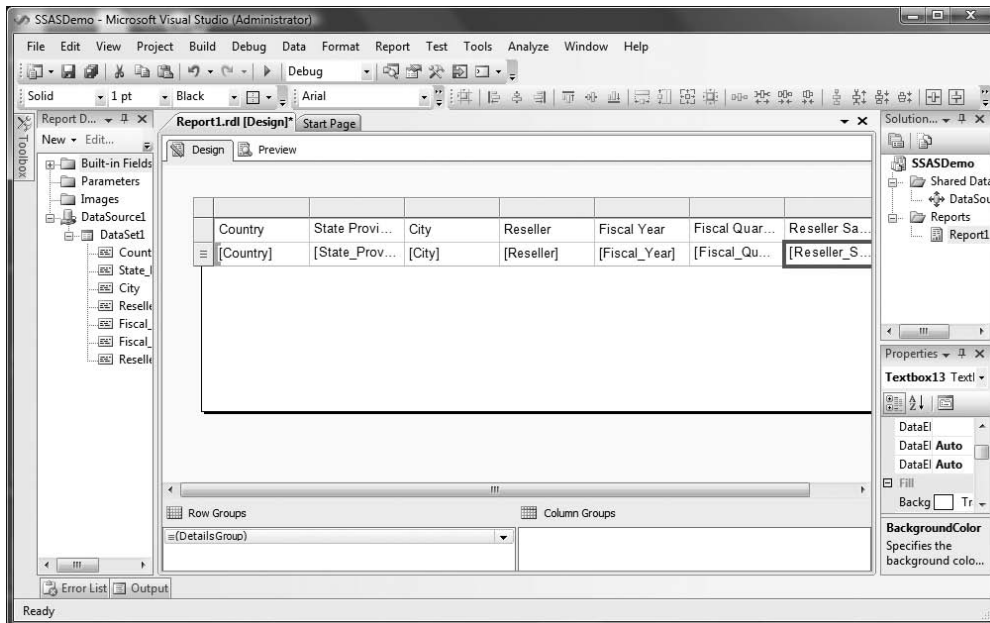 SSASDemo - Microsoft Visual Studio (Administrator)
File Edit View Project Build Debug Data Format Report Test Tools Analyze Window Help
Debug
Solid 1 pt Black Arial
Toolbox
Report D...
New Edit...
Built-in Fields
Parameters
Images
DataSource1
DataSet1
Count
State_
City
Reselle
Fiscal_
Fiscal_
Reselle
Report1.rdl [Design]* Start Page
Design Preview
Country State Provi... City Reseller Fiscal Year Fiscal Quar... Reseller Sa...
[Country] [State_Prov... [City] [Reseller] [Fiscal_Year] [Fiscal_Qu... [Reseller_S...
Row Groups Column Groups
(DetailsGroup)
Solution...
SSASDemo
Shared Data
DataSou
Reports
Report1
Properties
Textbox13 Text
DataEl
DataEl Auto
DataEl Auto
Fill
Backg Tr
BackgroundColor
Specifies the
background colo...
Error List Output
Ready